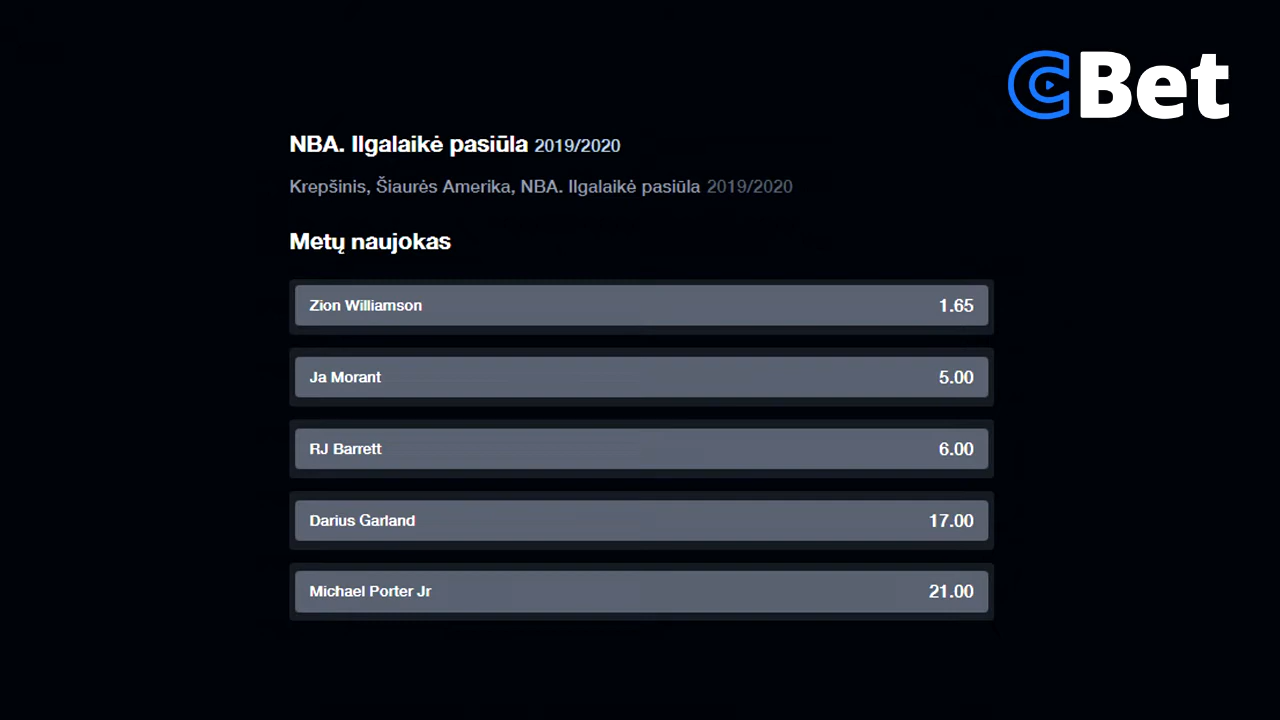 CBet
NBA. Ilgalaikė pasiūla 2019/2020
Krepšinis, Šiaurės Amerika, NBA. Ilgalaikė pasiūla 2019/2020
Metų naujokas
Zion Williamson 1.65
Ja Morant 5.00
RJ Barrett 6.00
Darius Garland 17.00
Michael Porter Jr 21.00